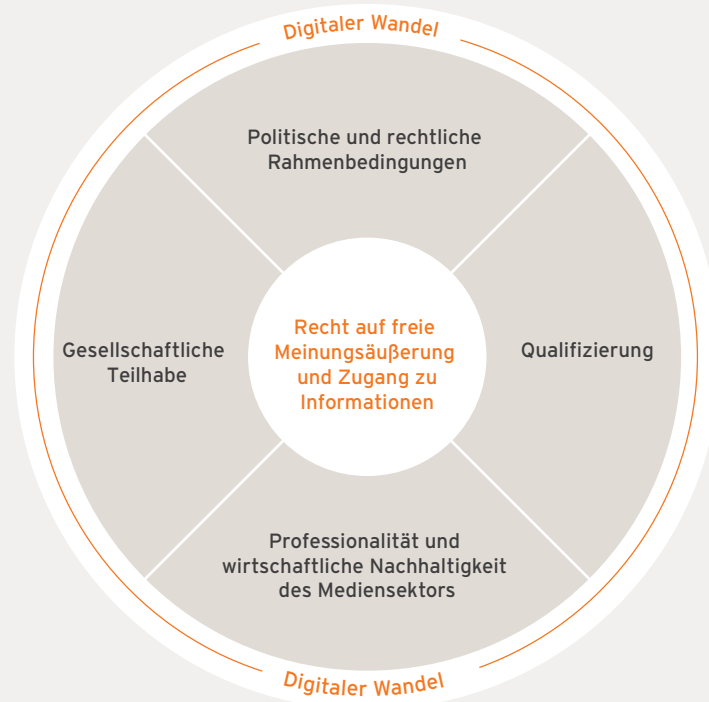 Digitaler Wandel
Politische und rechtliche
Rahmenbedingungen
Gesellschaftliche
Teilhabe
Recht auf freie
Meinungsäußerung
und Zugang zu
Informationen
Qualifizierung
Professionalität und
wirtschaftliche Nachhaltigkeit
des Mediensektors
Digitaler Wandel